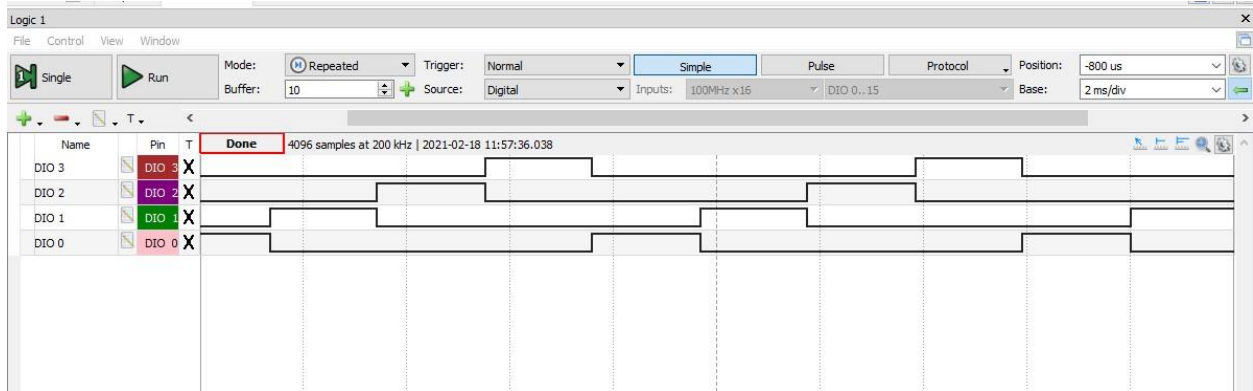 Logic 1
File Control View Window
Single Run Mode: Repeated Trigger: Normal Simple Pulse Protocol Position: -800 us
Buffer: 10 Source: Digital Inputs: 100MHz x16 DIO 0..15 Base: 2 ms/div
T
Name Pin T Done 4096 samples at 200 kHz | 2021-02-18 11:57:36.038
DIO 3 DIO 3 X
DIO 2 DIO 2 X
DIO 1 DIO 1 X
DIO 0 DIO 0 X